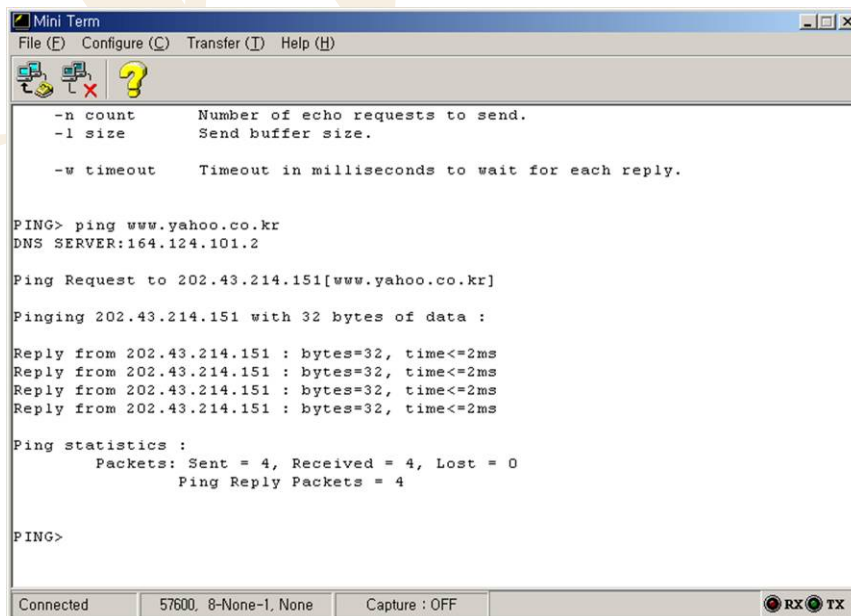 Mini Term
File (F) Configure (C) Transfer (T) Help (H)
-n count Number of echo requests to send.
-l size Send buffer size.
-w timeout Timeout in milliseconds to wait for each reply.
PING> ping www.yahoo.co.kr
DNS SERVER:164.124.101.2
Ping Request to 202.43.214.151[www.yahoo.co.kr]
Pinging 202.43.214.151 with 32 bytes of data :
Reply from 202.43.214.151 : bytes=32, time<=2ms
Reply from 202.43.214.151 : bytes=32, time<=2ms
Reply from 202.43.214.151 : bytes=32, time<=2ms
Reply from 202.43.214.151 : bytes=32, time<=2ms
Ping statistics :
Packets: Sent = 4, Received = 4, Lost = 0
Ping Reply Packets = 4
PING>
Connected 57600, 8-None-1, None Capture : OFF RX TX